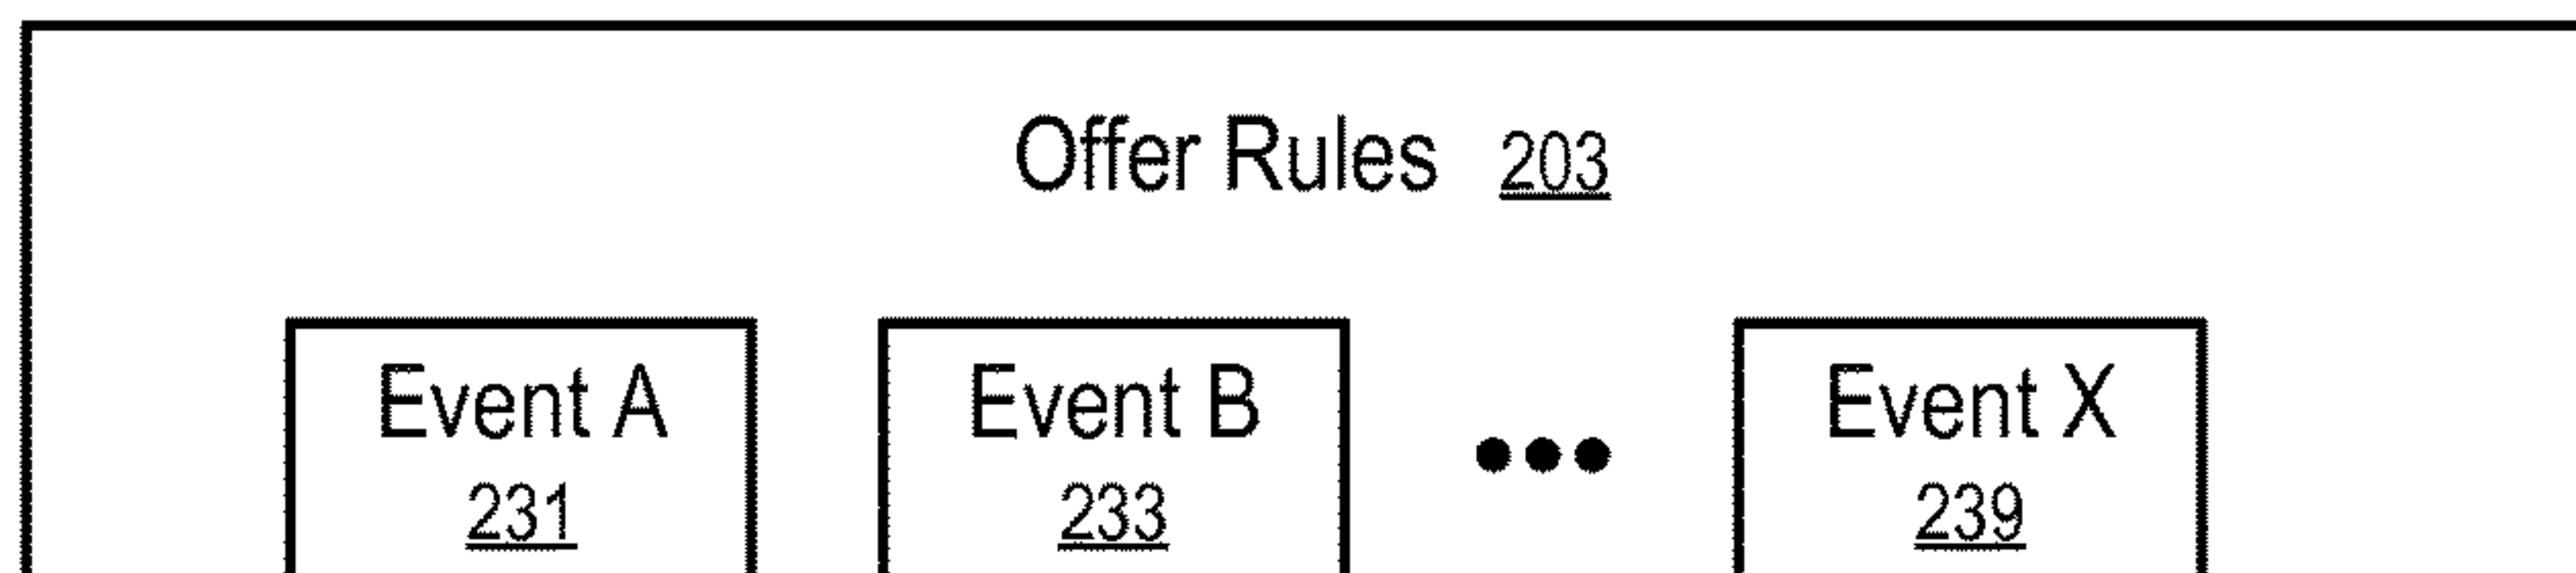 Offer Rules 203
Event A
231
Event B
233
•••
Event X
239